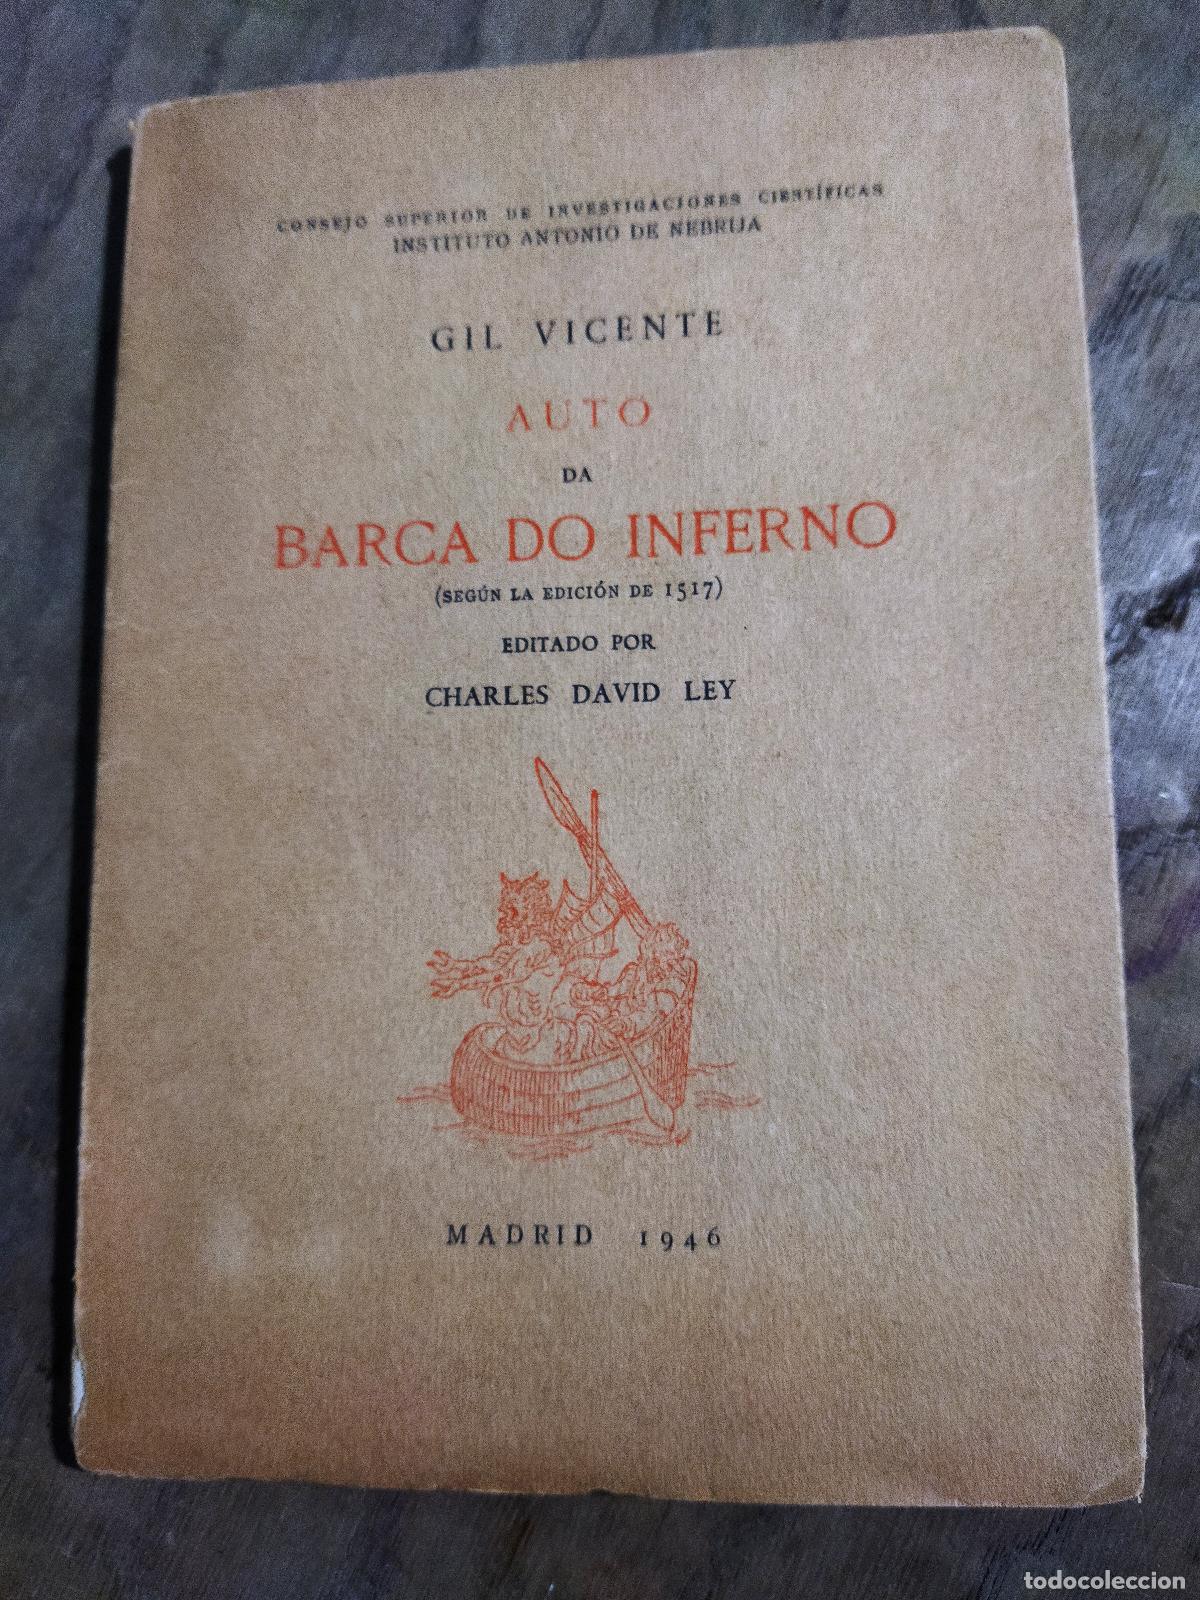 CONSEJO SUPERIOR DE INVESTIGACIONES CIENTÍFICAS
INSTITUTO ANTONIO DE NEBRIJA
GIL VICENTE
AUTO
DA
BARCA DO INFERNO
(SEGÚN LA EDICIÓN DE 1517)
EDITADO POR
CHARLES DAVID LEY
MADRID 1946
todocoleccion